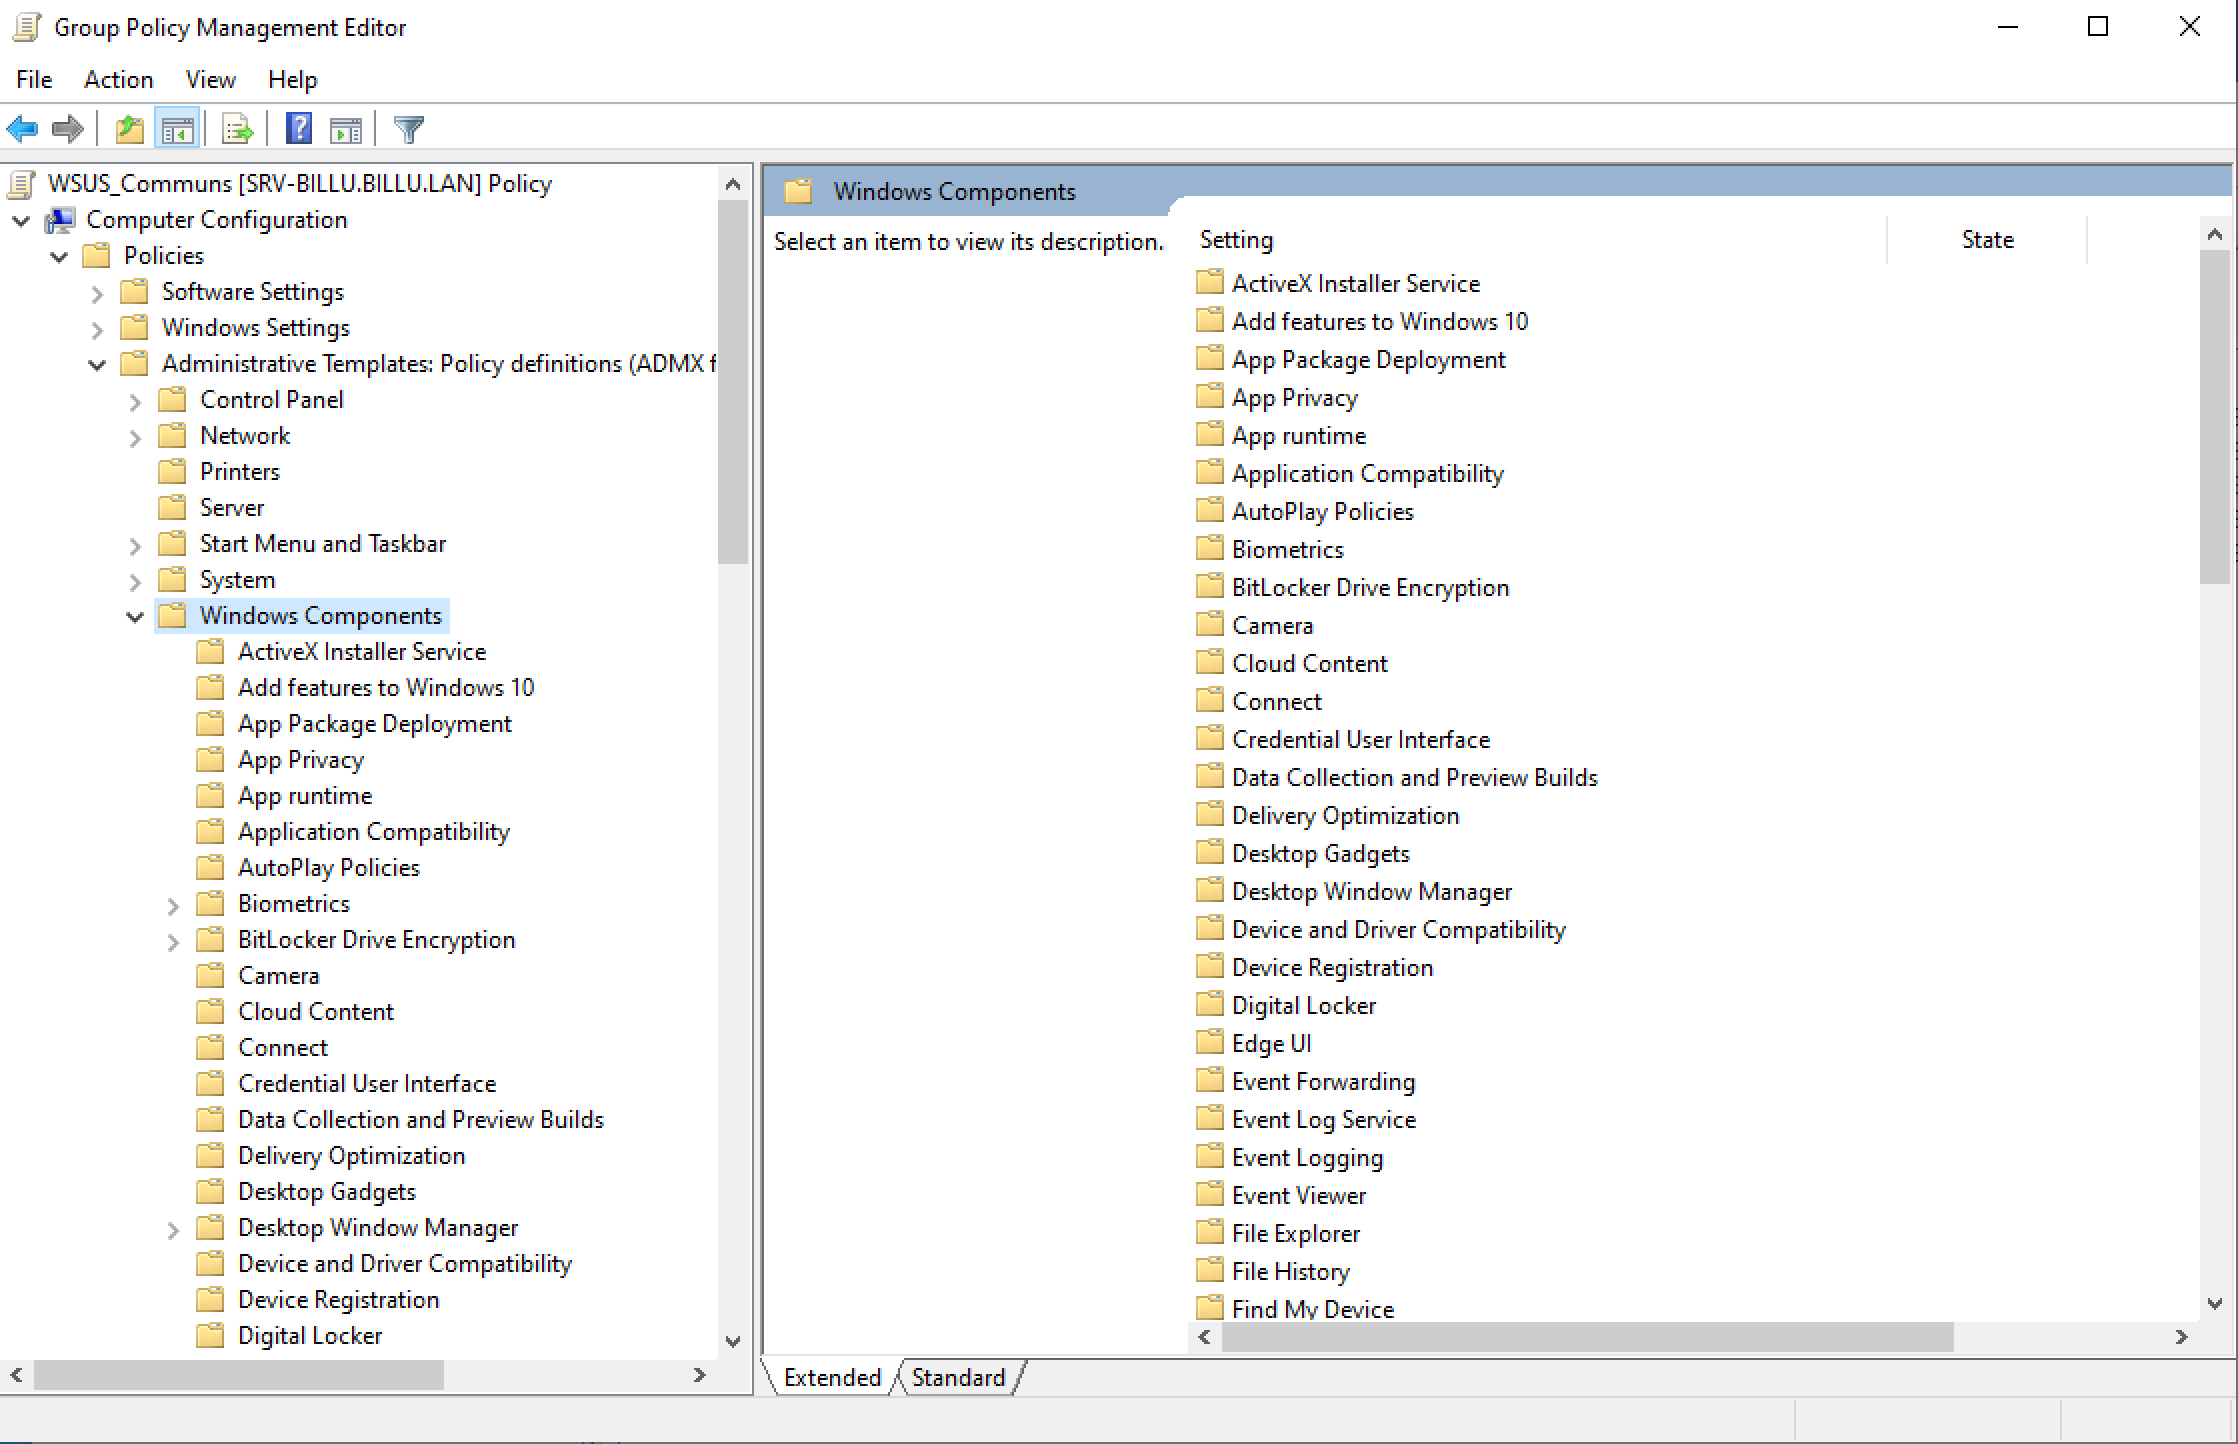 Group Policy Management Editor
File Action View Help
WSUS_Communs [SRV-BILLU.BILLU.LAN] Policy
Computer Configuration
Policies
Software Settings
Windows Settings
Administrative Templates: Policy definitions (ADMX f
Control Panel
Network
Printers
Server
Start Menu and Taskbar
System
Windows Components
ActiveX Installer Service
Add features to Windows 10
App Package Deployment
App Privacy
App runtime
Application Compatibility
AutoPlay Policies
Biometrics
BitLocker Drive Encryption
Camera
Cloud Content
Connect
Credential User Interface
Data Collection and Preview Builds
Delivery Optimization
Desktop Gadgets
Desktop Window Manager
Device and Driver Compatibility
Device Registration
Digital Locker
Windows Components
Select an item to view its description.
Setting State
ActiveX Installer Service
Add features to Windows 10
App Package Deployment
App Privacy
App runtime
Application Compatibility
AutoPlay Policies
Biometrics
BitLocker Drive Encryption
Camera
Cloud Content
Connect
Credential User Interface
Data Collection and Preview Builds
Delivery Optimization
Desktop Gadgets
Desktop Window Manager
Device and Driver Compatibility
Device Registration
Digital Locker
Edge UI
Event Forwarding
Event Log Service
Event Logging
Event Viewer
File Explorer
File History
Find My Device
Extended Standard